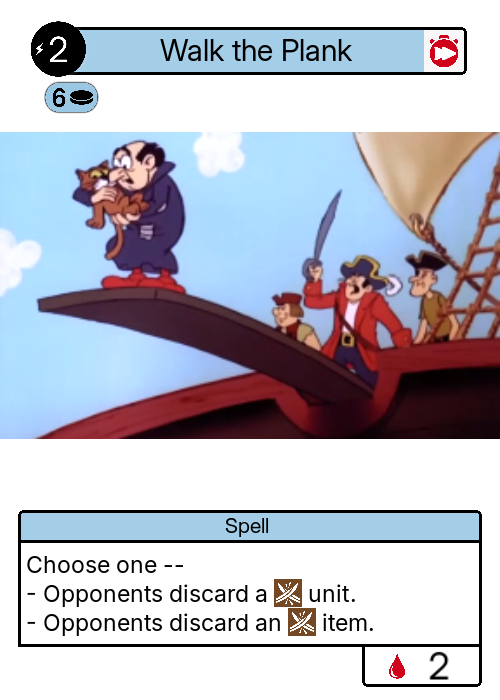 2
Walk the Plank
6
Spell
Choose one --
- Opponents discard a unit.
- Opponents discard an item.
2